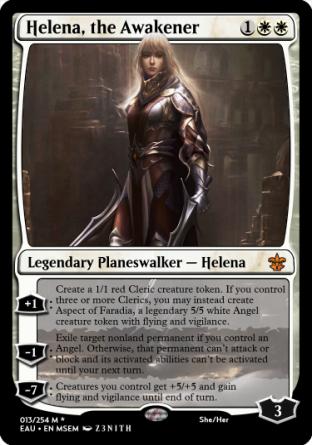 Helena, the Awakener 1
Legendary Planeswalker — Helena
+1: Create a 1/1 red Cleric creature token. If you control
three or more Clerics, you may instead create
Aspect of Faradia, a legendary 5/5 white Angel
creature token with flying and vigilance.
-1: Exile target nonland permanent if you control an
Angel. Otherwise, that permanent can't attack or
block and its activated abilities can't be activated
until your next turn.
-7: Creatures you control get +5/+5 and gain
flying and vigilance until end of turn.
3
013/254 M * She/Her
EAU • EN MSEM Z3N1TH